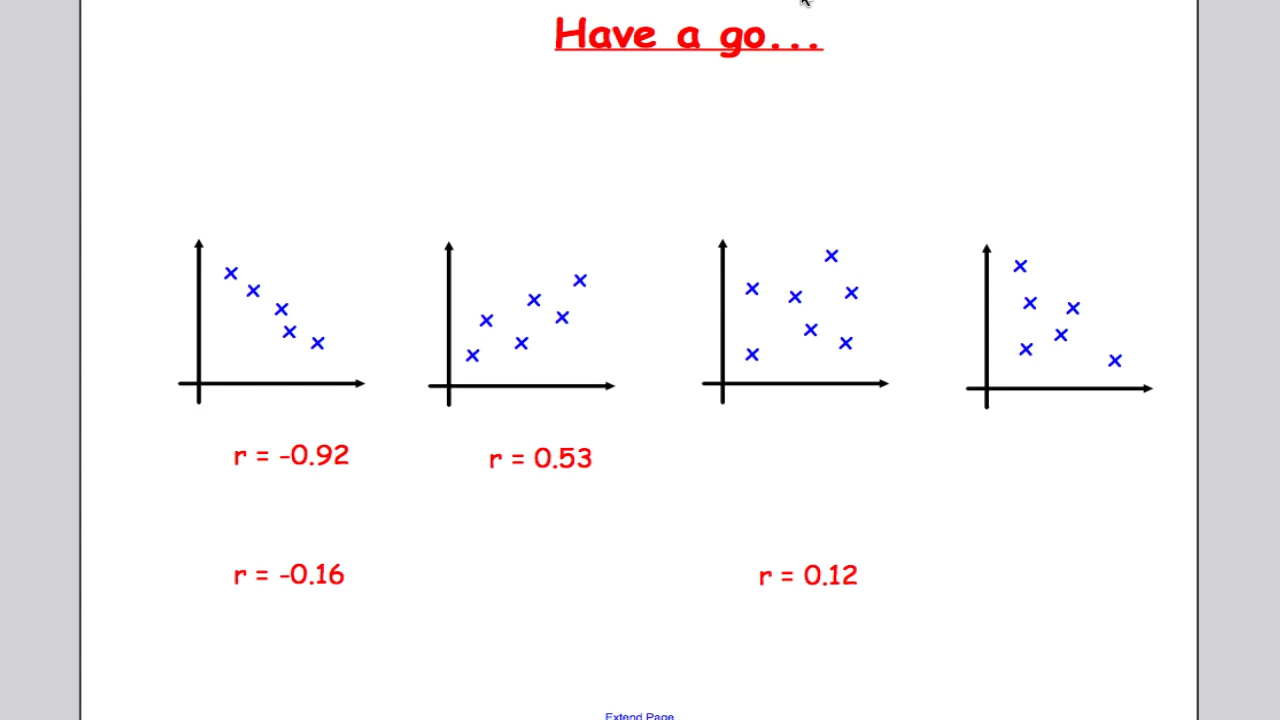 Have a go...
r = -0.92
r = 0.53
r = -0.16
r = 0.12
Extend Page